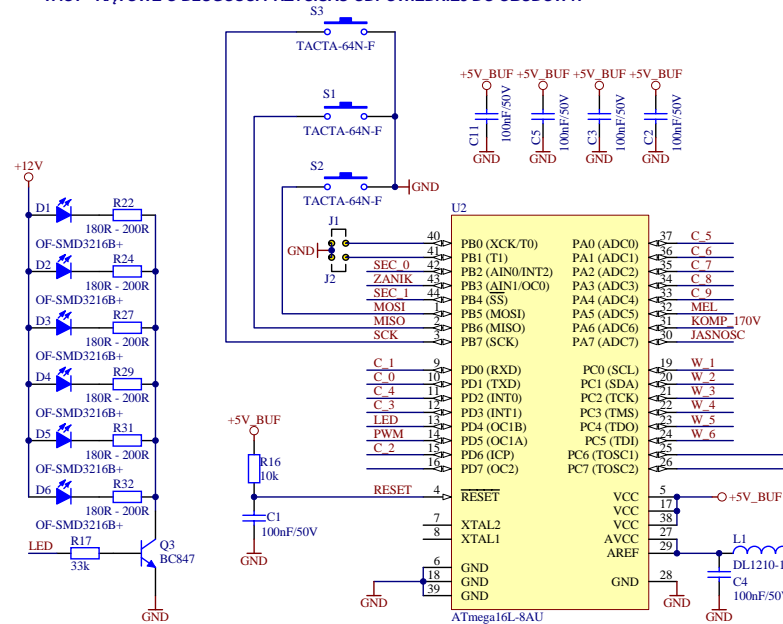 S3
TACTA-64N-F
S1
TACTA-64N-F
S2
TACTA-64N-F
GND
+5V_BUF
+5V_BUF
+5V_BUF
+5V_BUF
C11
100nF/50V
C5
100nF/50V
C3
100nF/50V
C2
100nF/50V
GND
GND
GND
GND
+12V
D1
R22
180R - 200R
OF-SMD3216B+
D2
R24
180R - 200R
OF-SMD3216B+
D3
R27
180R - 200R
OF-SMD3216B+
D4
R29
180R - 200R
OF-SMD3216B+
D5
R31
180R - 200R
OF-SMD3216B+
D6
R32
180R - 200R
OF-SMD3216B+
LED
R17
33k
Q3
BC847
GND
J1
GND
J2
+5V_BUF
R16
10k
C1
100nF/50V
GND
U2
40 PB0 (XCK/T0)
41 PB1 (T1)
SEC_0 42 PB2 (AIN0/INT2)
ZANIK 43 PB3 (AIN1/OC0)
SEC_1 44 PB4 (SS)
MOSI 1 PB5 (MOSI)
MISO 2 PB6 (MISO)
SCK 3 PB7 (SCK)
C_1 9 PD0 (RXD)
C_0 10 PD1 (TXD)
C_4 11 PD2 (INT0)
C_3 12 PD3 (INT1)
LED 13 PD4 (OC1B)
PWM 14 PD5 (OC1A)
C_2 15 PD6 (ICP)
16 PD7 (OC2)
RESET 4 RESET
7 XTAL2
8 XTAL1
6 GND
18 GND
39 GND
GND
PA0 (ADC0) 37 C_5
PA1 (ADC1) 36 C_6
PA2 (ADC2) 35 C_7
PA3 (ADC3) 34 C_8
PA4 (ADC4) 33 C_9
PA5 (ADC5) 32 MEL
PA6 (ADC6) 31 KOMP_170V
PA7 (ADC7) 30 JASNOSC
PC0 (SCL) 19 W_1
PC1 (SDA) 20 W_2
PC2 (TCK) 21 W_3
PC3 (TMS) 22 W_4
PC4 (TDO) 23 W_5
PC5 (TDI) 24 W_6
PC6 (TOSC1) 25
PC7 (TOSC2) 26
VCC 5 +5V_BUF
VCC 17
VCC 38
AVCC 27
AREF 29
GND 28
GND
L1
DL1210-1
C4
100nF/50V
GND
ATmega16L-8AU